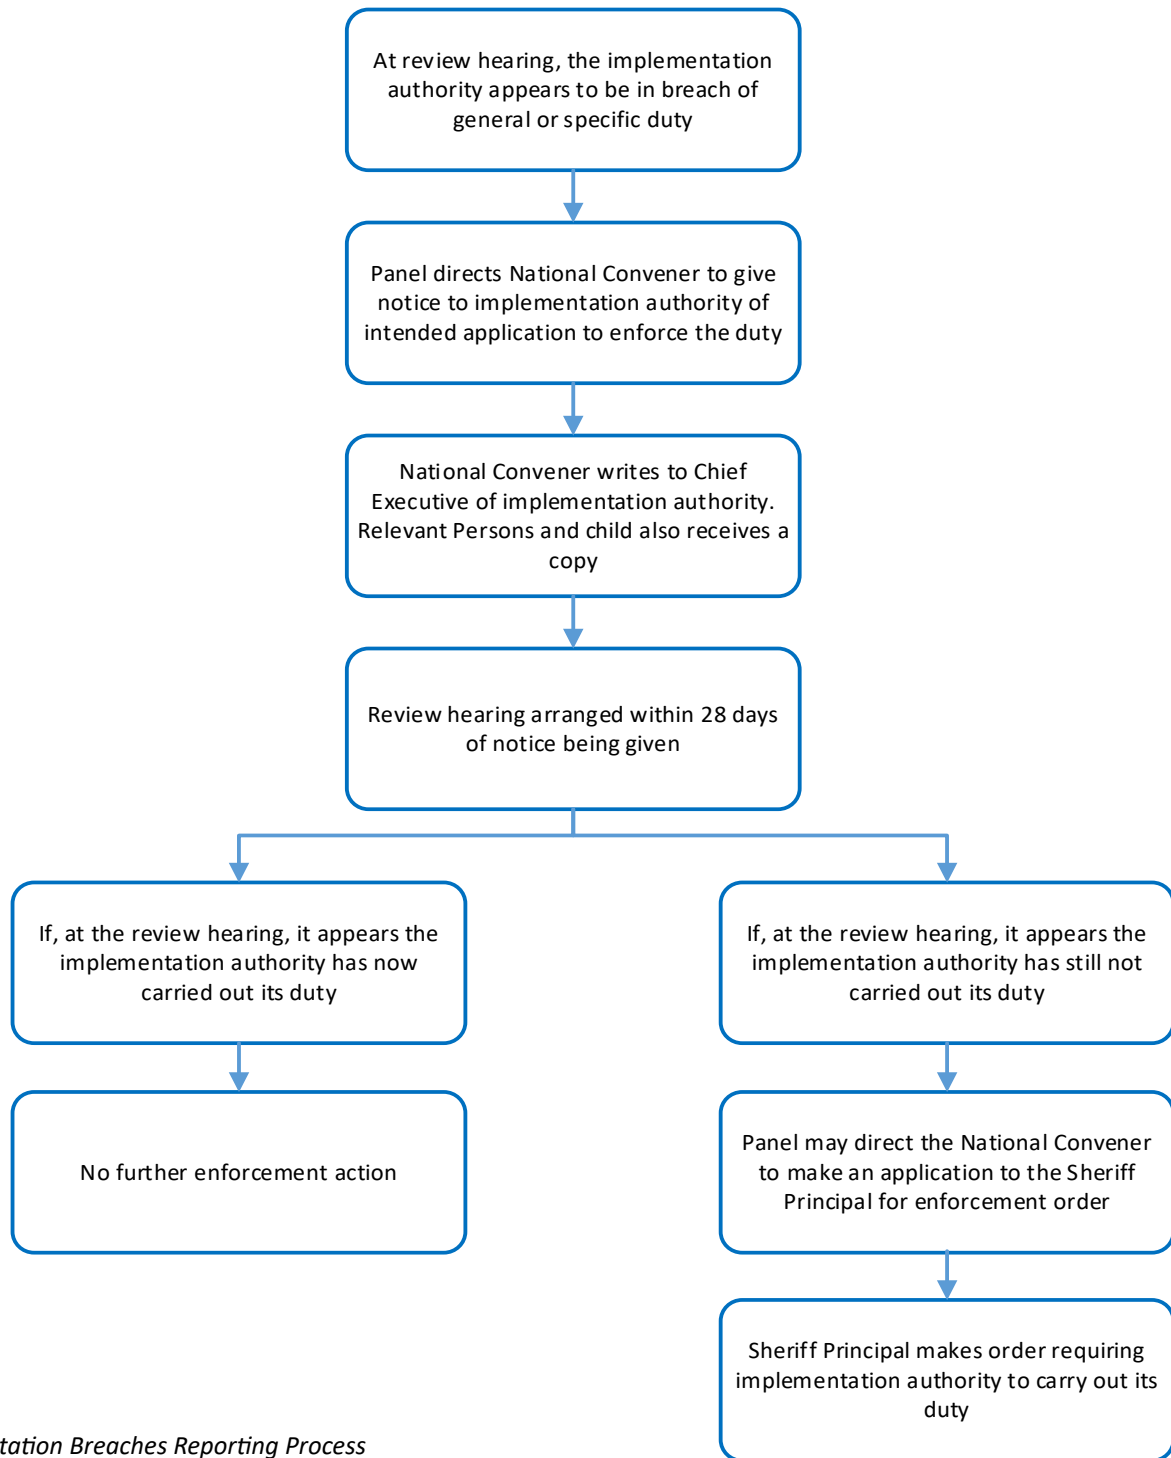 At review hearing, the implementation
authority appears to be in breach of
general or specific duty
Panel directs National Convener to give
notice to implementation authority of
intended application to enforce the duty
National Convener writes to Chief
Executive of implementation authority.
Relevant Persons and child also receives a
copy
Review hearing arranged within 28 days
of notice being given
If, at the review hearing, it appears the
implementation authority has now
carried out its duty
If, at the review hearing, it appears the
implementation authority has still not
carried out its duty
No further enforcement action
Panel may direct the National Convener
to make an application to the Sheriff
Principal for enforcement order
Sheriff Principal makes order requiring
implementation authority to carry out its
duty
tation Breaches Reporting Process